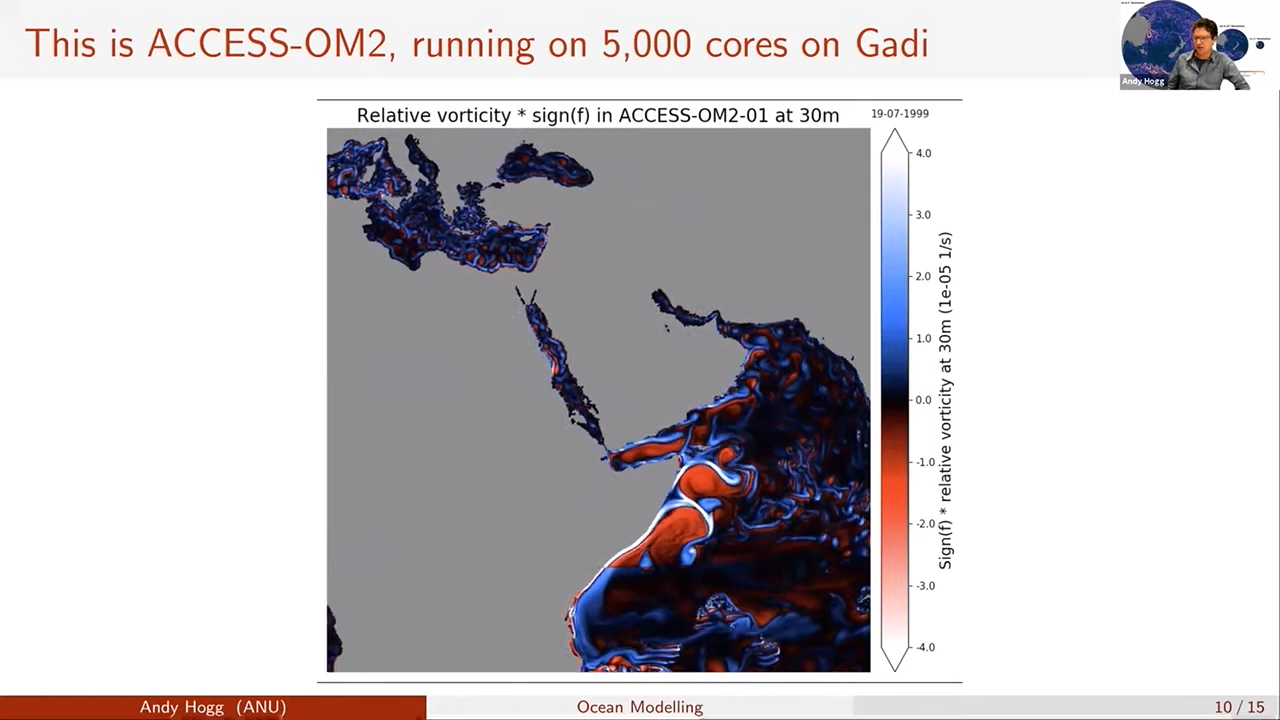 This is ACCESS-OM2, running on 5,000 cores on Gadi
Andy Hogg
Relative vorticity * sign(f) in ACCESS-OM2-01 at 30m
19-07-1999
4.0
3.0
2.0
1.0
0.0
-1.0
-2.0
-3.0
-4.0
Sign(f) * relative vorticity at 30m (1e-05 1/s)
Andy Hogg (ANU)
Ocean Modelling
10 / 15